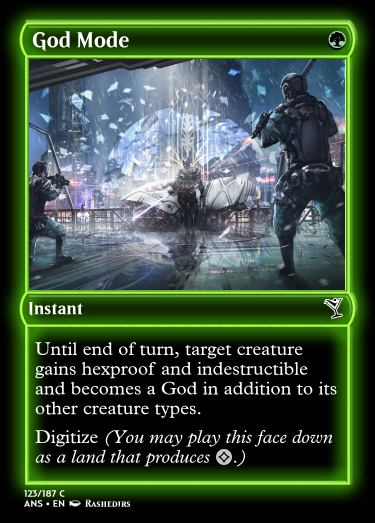 God Mode
Instant
Until end of turn, target creature
gains hexproof and indestructible
and becomes a God in addition to its
other creature types.
Digitize (You may play this face down
as a land that produces .)
123/187 C
ANS • EN Rashedjrs